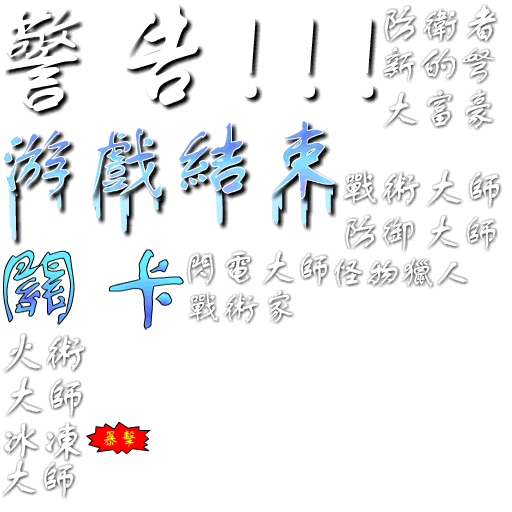 警告!!!
防衛者
新的弩
大富豪
游戲結束
戰術大師
防御大師
關卡
閃電大師怪物獵人
戰術家
火術
大師
冰凍
大師
暴擊